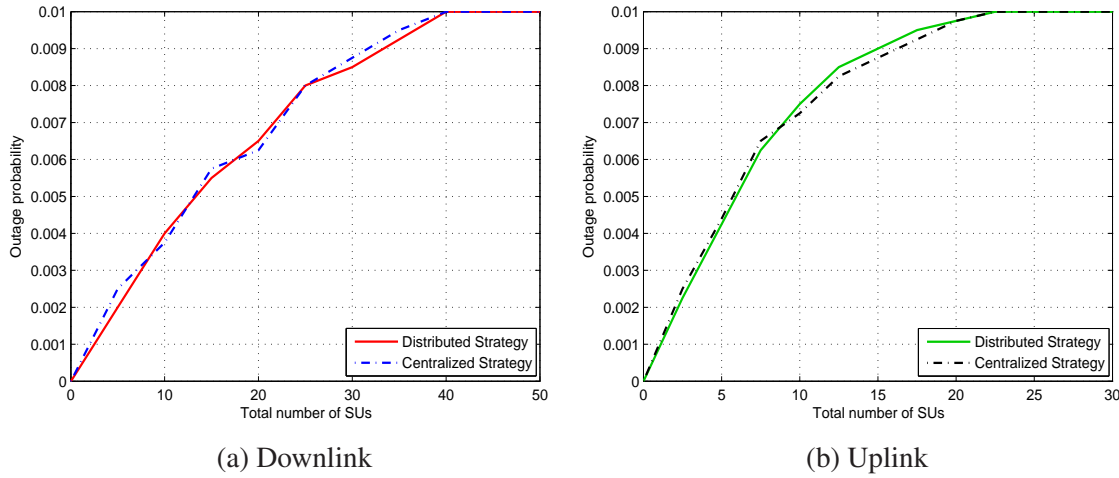 0.01
0.009
0.008
0.007
0.006
0.005
0.004
0.003
0.002
0.001
0
Outage probability
0 10 20 30 40 50
Total number of SUs
Distributed Strategy
Centralized Strategy
(a) Downlink
0.01
0.009
0.008
0.007
0.006
0.005
0.004
0.003
0.002
0.001
0
Outage probability
0 5 10 15 20 25 30
Total number of SUs
Distributed Strategy
Centralized Strategy
(b) Uplink